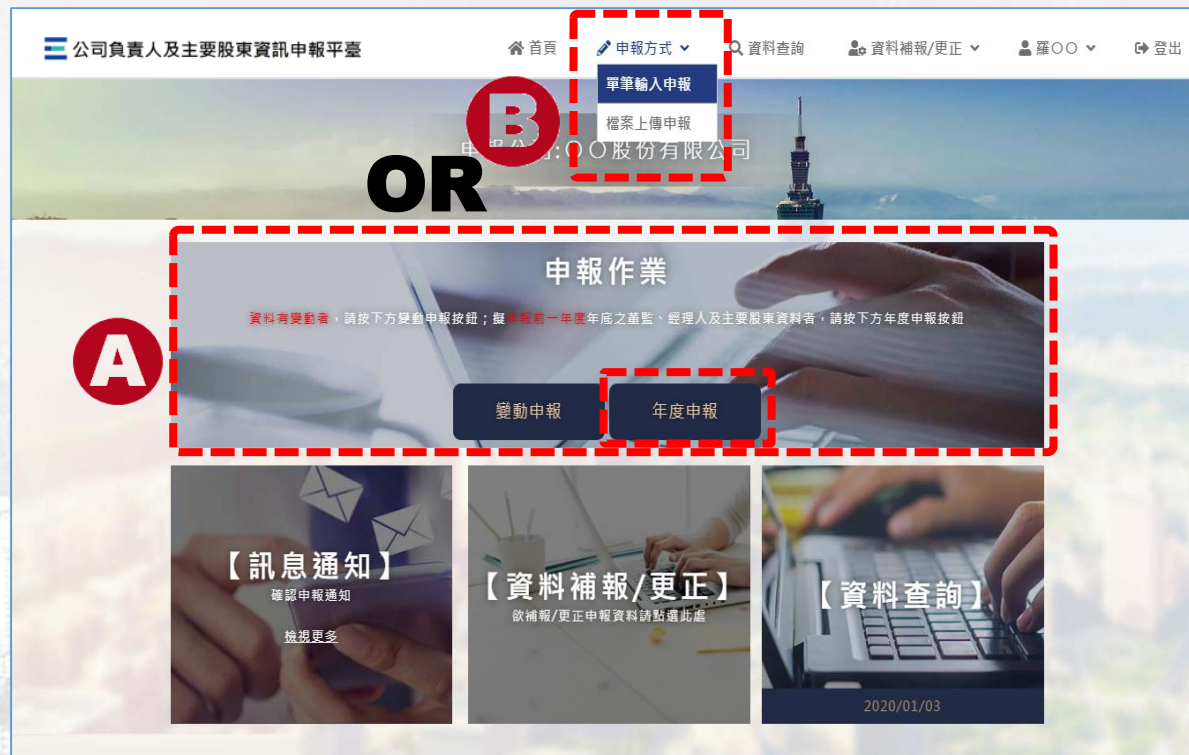 公司負責人及主要股東資訊申報平臺
首頁
申報方式
資料查詢
資料補報/更正
羅〇〇
登出
單筆輸入申報
檔案上傳申報
B
:〇〇股份有限公司
OR
申報作業
資料有變動者，請按下方變動申報按鈕；擬申報前一年度年底之董監、經理人及主要股東資料者，請按下方年度申報按鈕
A
變動申報
年度申報
【訊息通知】
確認申報通知
檢視更多
【資料補報/更正】
欲補報/更正申報資料請點選此處
【資料查詢】
2020/01/03